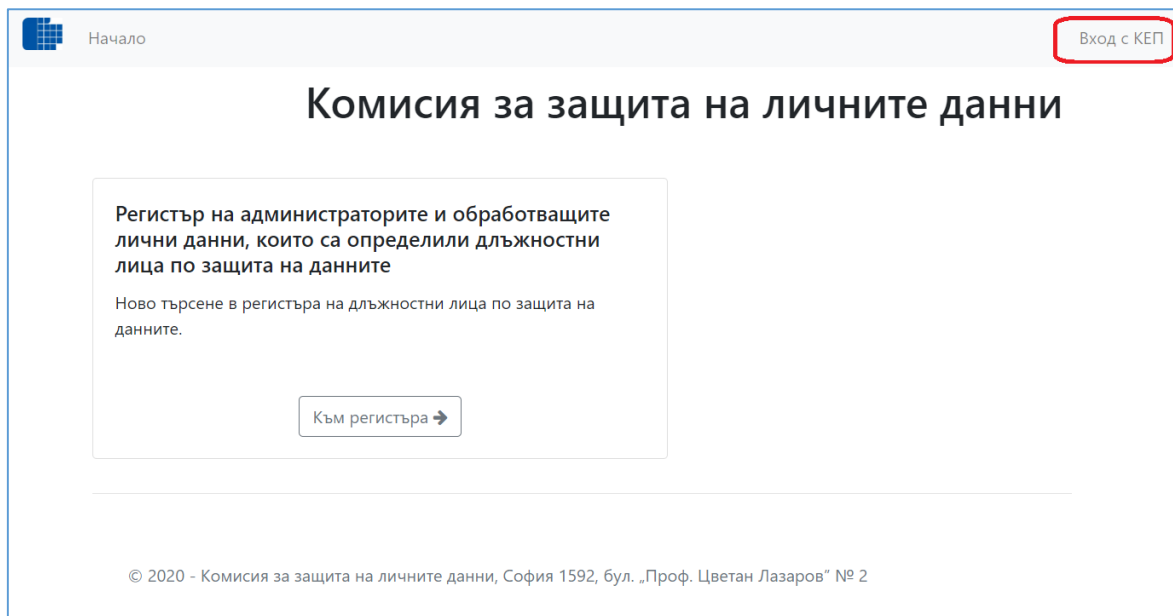 Начало
Вход с КЕП
Комисия за защита на личните данни
Регистър на администраторите и обработващите
лични данни, които са определили длъжностни
лица по защита на данните
Ново търсене в регистъра на длъжностни лица по защита на
данните.
Към регистъра →
© 2020 - Комисия за защита на личните данни, София 1592, бул. „Проф. Цветан Лазаров“ № 2